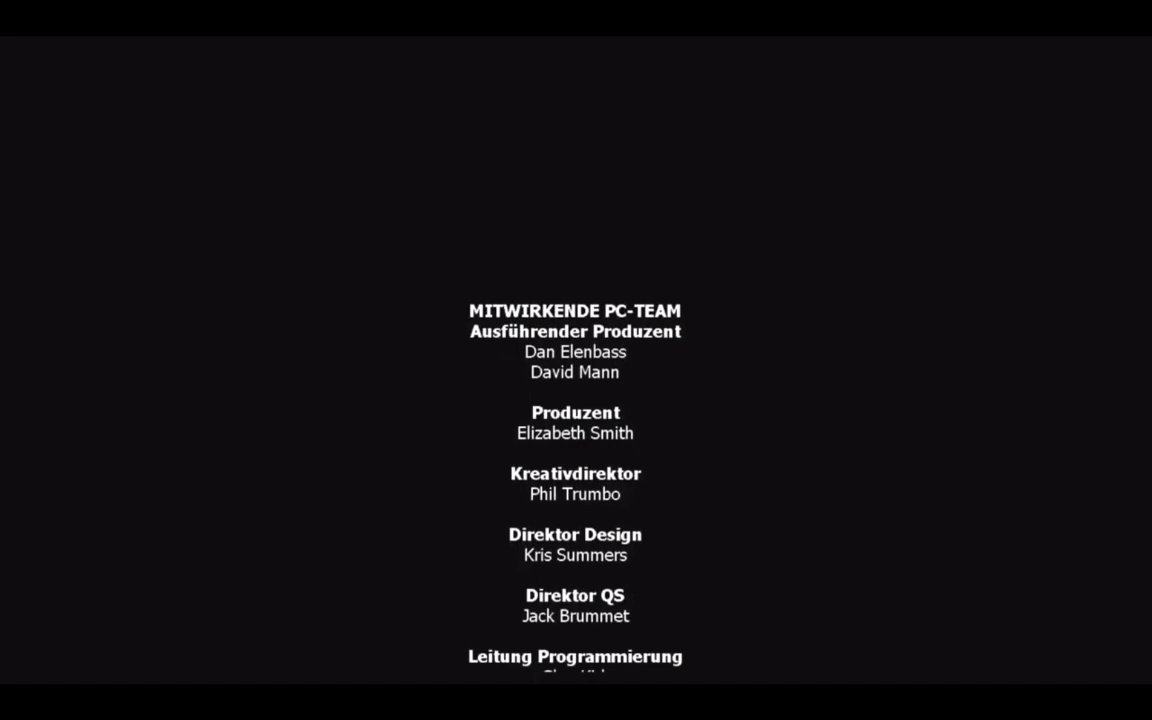 MITWIRKENDE PC-TEAM
Ausführender Produzent
Dan Elenbass
David Mann
Produzent
Elizabeth Smith
Kreativdirektor
Phil Trumbo
Direktor Design
Kris Summers
Direktor QS
Jack Brummet
Leitung Programmierung